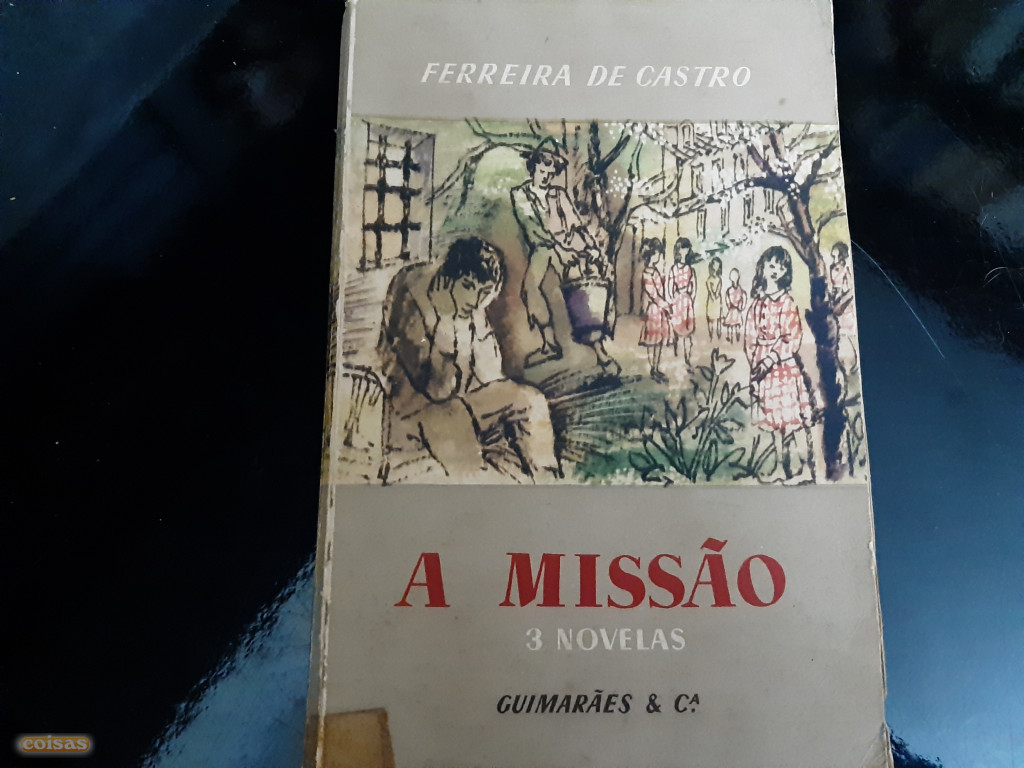 FERREIRA DE CASTRO
A MISSÃO
3 NOVELAS
GUIMARÃES & Cª.
coisas